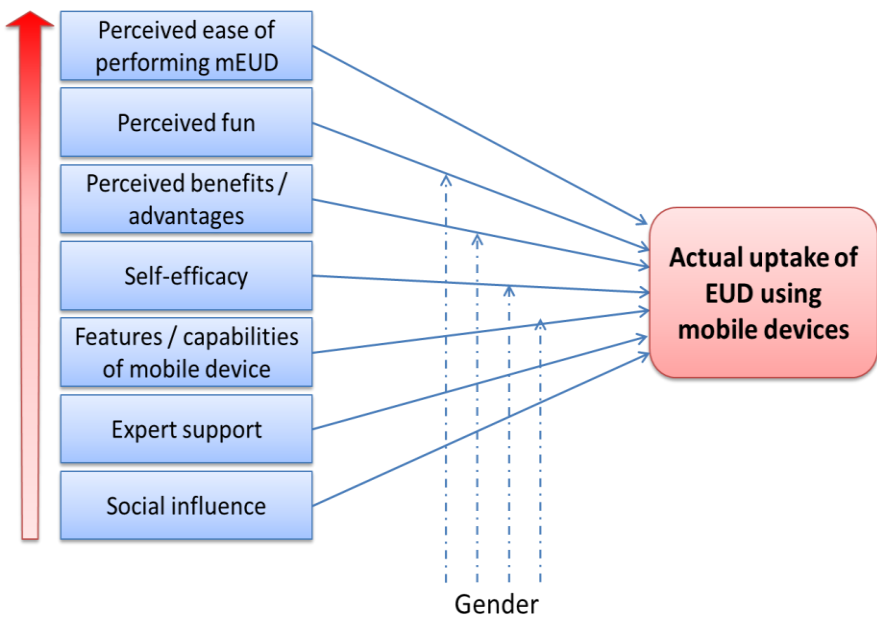 Perceived ease of
performing mEUD
Perceived fun
Perceived benefits /
advantages
Self-efficacy
Features / capabilities
of mobile device
Expert support
Social influence
Actual uptake of
EUD using
mobile devices
Gender